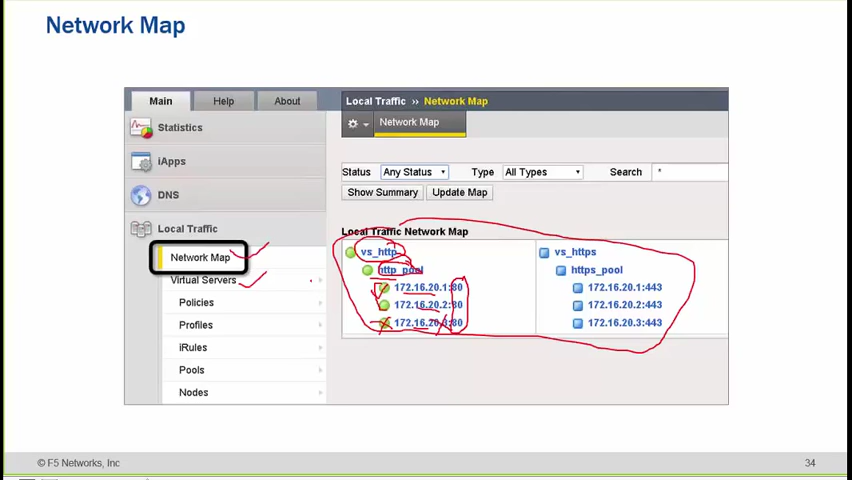 Network Map
Main Help About
Statistics
iApps
DNS
Local Traffic
Network Map
Virtual Servers
Policies
Profiles
iRules
Pools
Nodes
Local Traffic ›› Network Map
Network Map
Status Any Status Type All Types Search *
Show Summary Update Map
Local Traffic Network Map
vs_http
http_pool
172.16.20.1:80
172.16.20.2:80
172.16.20.3:80
vs_https
https_pool
172.16.20.1:443
172.16.20.2:443
172.16.20.3:443
© F5 Networks, Inc
34